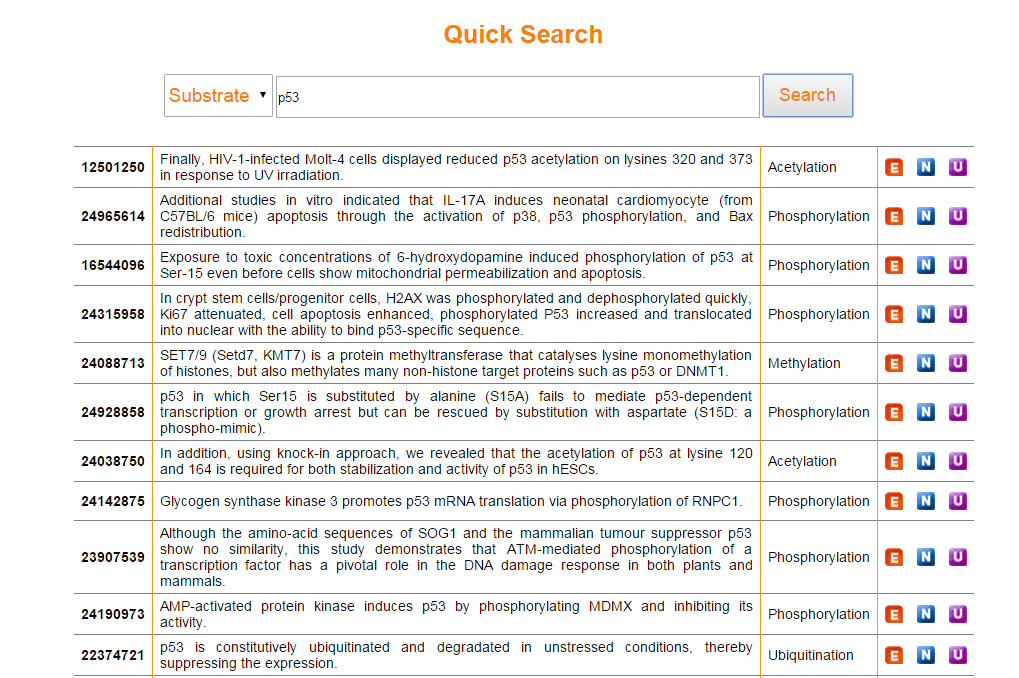 Quick Search
Substrate ▼ p53 Search
12501250 Finally, HIV-1-infected Molt-4 cells displayed reduced p53 acetylation on lysines 320 and 373 Acetylation E N U
in response to UV irradiation.
Additional studies in vitro indicated that IL-17A induces neonatal cardiomyocyte (from
24965614 C57BL/6 mice) apoptosis through the activation of p38, p53 phosphorylation, and Bax Phosphorylation E N U
redistribution.
16544096 Exposure to toxic concentrations of 6-hydroxydopamine induced phosphorylation of p53 at Phosphorylation E N U
Ser-15 even before cells show mitochondrial permeabilization and apoptosis.
In crypt stem cells/progenitor cells, H2AX was phosphorylated and dephosphorylated quickly,
24315958 Ki67 attenuated, cell apoptosis enhanced, phosphorylated P53 increased and translocated Phosphorylation E N U
into nuclear with the ability to bind p53-specific sequence.
24088713 SET7/9 (Setd7, KMT7) is a protein methyltransferase that catalyses lysine monomethylation Methylation E N U
of histones, but also methylates many non-histone target proteins such as p53 or DNMT1.
p53 in which Ser15 is substituted by alanine (S15A) fails to mediate p53-dependent
24928858 transcription or growth arrest but can be rescued by substitution with aspartate (S15D: a Phosphorylation E N U
phospho-mimic).
24038750 In addition, using knock-in approach, we revealed that the acetylation of p53 at lysine 120 Acetylation E N U
and 164 is required for both stabilization and activity of p53 in hESCs.
24142875 Glycogen synthase kinase 3 promotes p53 mRNA translation via phosphorylation of RNPC1. Phosphorylation E N U
Although the amino-acid sequences of SOG1 and the mammalian tumour suppressor p53
23907539 show no similarity, this study demonstrates that ATM-mediated phosphorylation of a Phosphorylation E N U
transcription factor has a pivotal role in the DNA damage response in both plants and
mammals.
24190973 AMP-activated protein kinase induces p53 by phosphorylating MDMX and inhibiting its Phosphorylation E N U
activity.
22374721 p53 is constitutively ubiquitinated and degraded in unstressed conditions, thereby Ubiquitination E N U
suppressing the expression.